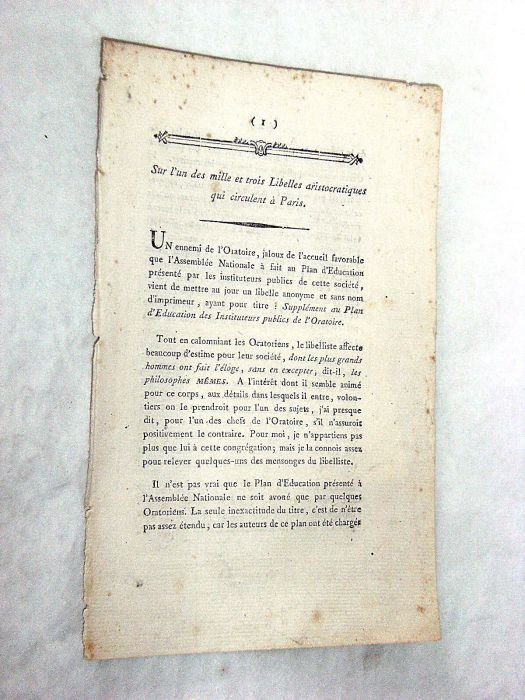 ( 1 )
Sur l'un des mille et trois Libelles aristocratiques
qui circulent à Paris.
UN ennemi de l'Oratoire, jaloux de l'accueil favorable
que l'Assemblée Nationale à fait au Plan d'Education
présenté par les instituteurs publics de cette société,
vient de mettre au jour un libelle anonyme et sans nom
d'imprimeur, ayant pour titre : Supplément au Plan
d'Education des Instituteurs publics de l'Oratoire.
Tout en calomniant les Oratoriens, le libelliste affecte
beaucoup d'estime pour leur société, dont les plus grands
hommes ont fait l'éloge, sans en excepter, dit-il, les
philosophes MÊMES. A l'intérêt dont il semble animé
pour ce corps, aux détails dans lesquels il entre, volon-
tiers on le prendroit pour l'un des sujets, j'ai presque
dit, pour l'un des chefs de l'Oratoire, s'il n'assuroit
positivement le contraire. Pour moi, je n'appartiens pas
plus que lui à cette congrégation; mais je la connois assez
pour relever quelques-uns des mensonges du libelliste.
Il n'est pas vrai que le Plan d'Education présenté à
l'Assemblée Nationale ne soit avoué que par quelques
Oratoriens. La seule inexactitude du titre, c'est de n'être
pas assez étendu; car les auteurs de ce plan ont été chargés